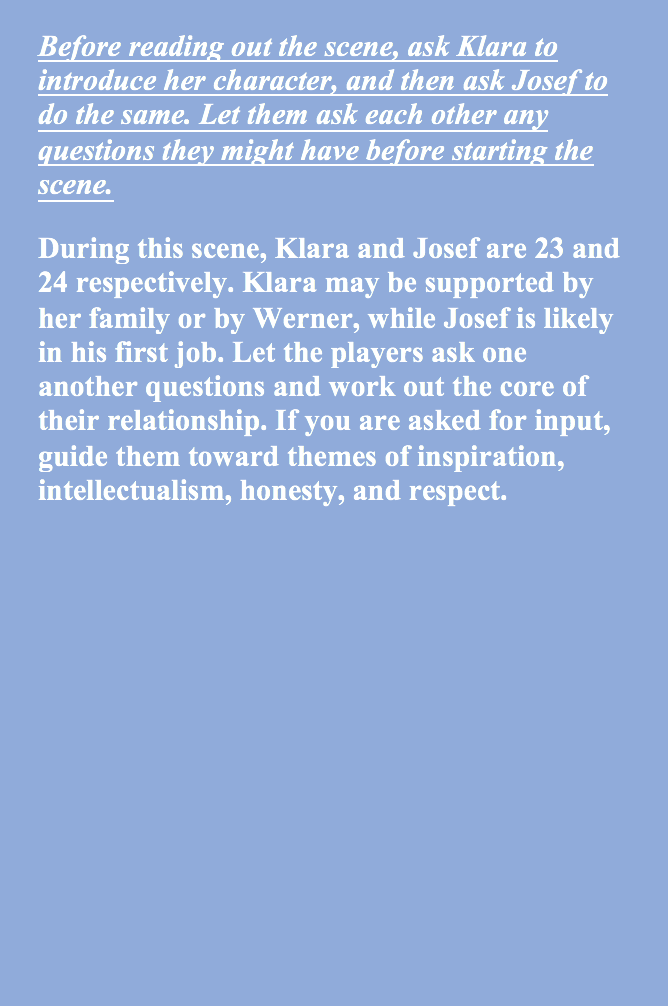 Before reading out the scene, ask Klara to
introduce her character, and then ask Josef to
do the same. Let them ask each other any
questions they might have before starting the
scene.
During this scene, Klara and Josef are 23 and
24 respectively. Klara may be supported by
her family or by Werner, while Josef is likely
in his first job. Let the players ask one
another questions and work out the core of
their relationship. If you are asked for input,
guide them toward themes of inspiration,
intellectualism, honesty, and respect.